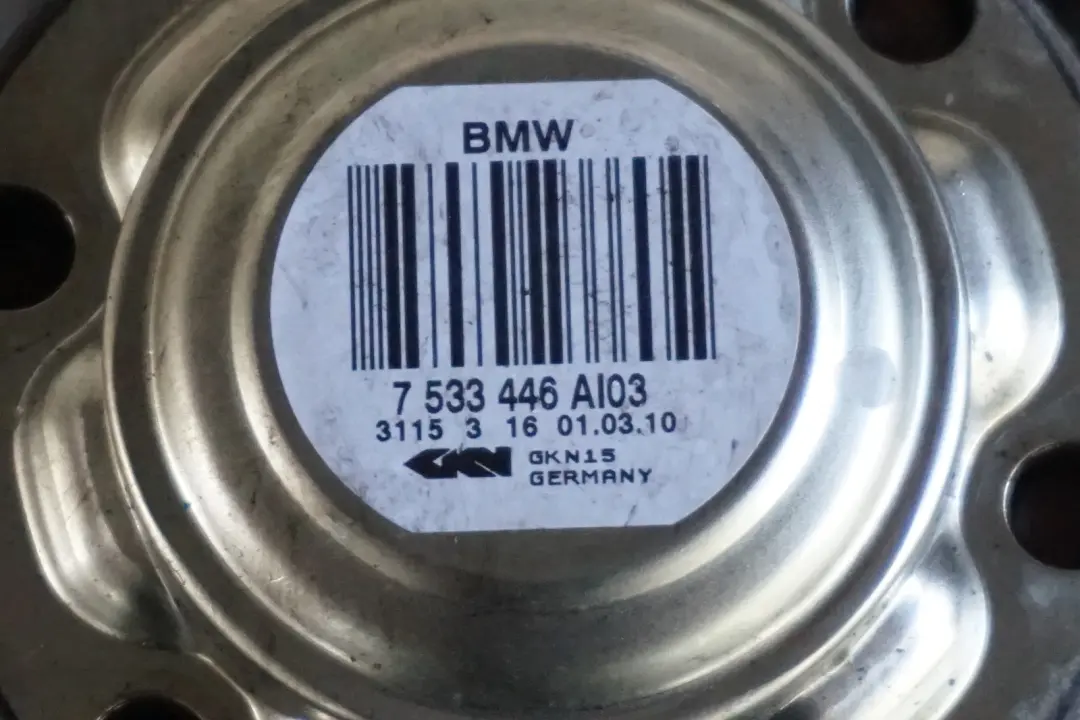 BMW
7 533 446 AI03
3115 3 16 01.03.10
GKN GKN15
GERMANY